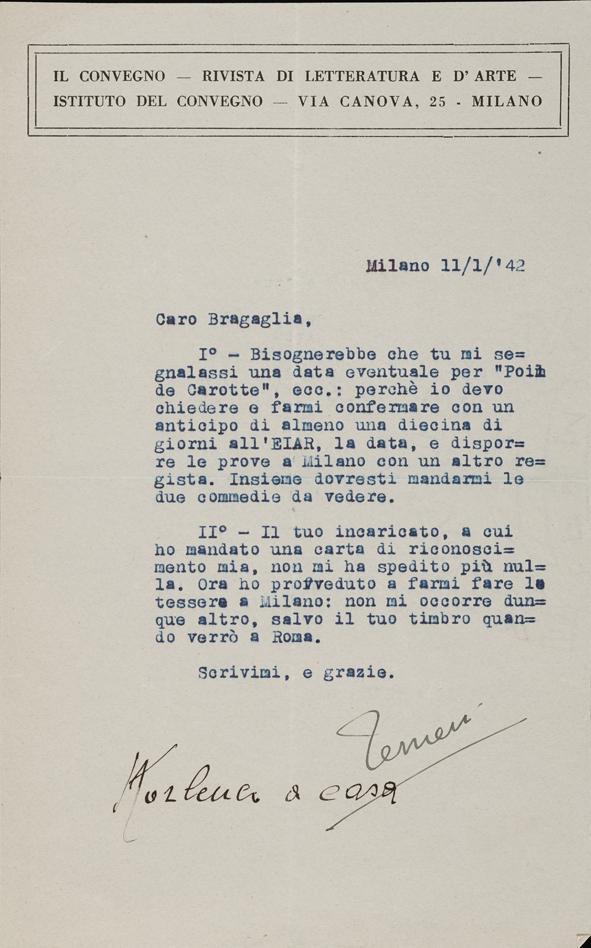 IL CONVEGNO — RIVISTA DI LETTERATURA E D'ARTE —
ISTITUTO DEL CONVEGNO — VIA CANOVA, 25 - MILANO
Milano 11/1/'42
Caro Bragaglia,
I° - Bisognerebbe che tu mi se=
gnalassi una data eventuale per "Poil
de Carotte", ecc.: perchè io devo
chiedere e farmi confermare con un
anticipo di almeno una diecina di
giorni all'EIAR, la data, e dispor=
re le prove a Milano con un altro re=
gista. Insieme dovresti mandarmi le
due commedie da vedere.
II° - Il tuo incaricato, a cui
ho mandato una carta di riconosci=
mento mia, non mi ha spedito più nul=
la. Ora ho provveduto a farmi fare le
tessere a Milano: non mi occorre dun=
que altro, salvo il tuo timbro quan=
do verrò a Roma.
Scrivimi, e grazie.
a casa